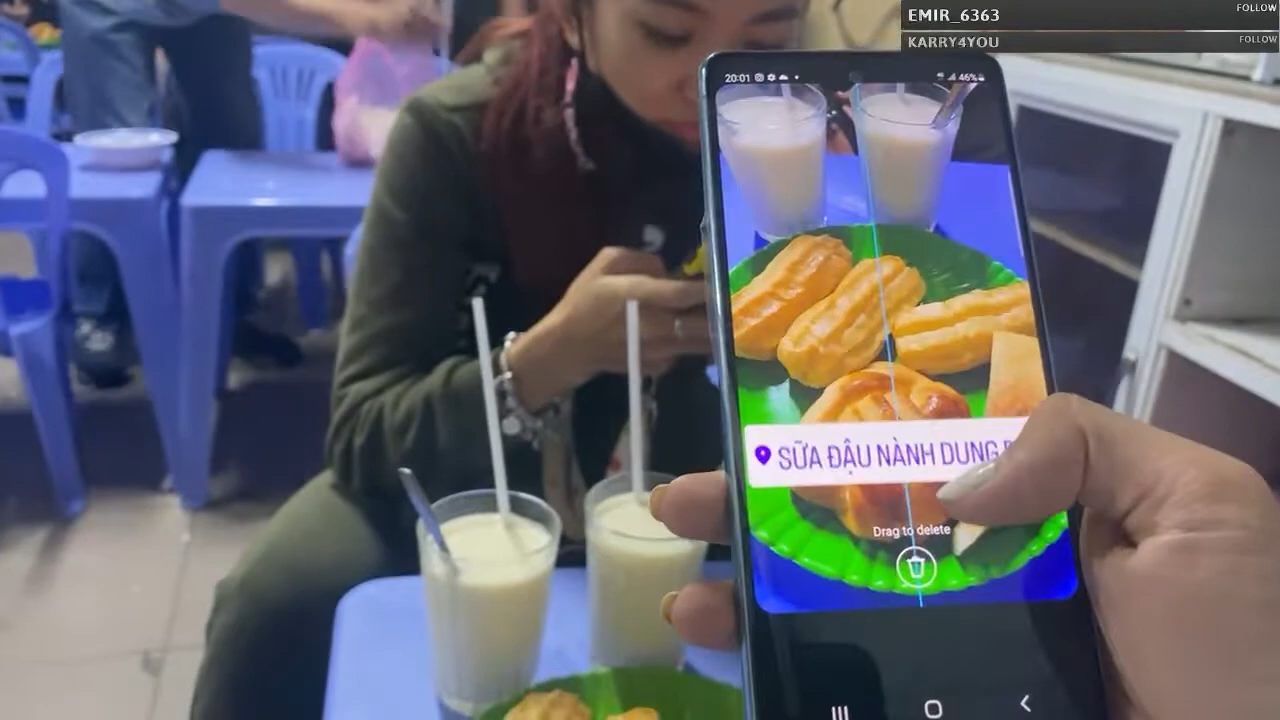 EMIR_6363
FOLLOW
KARRY4YOU
FOLLOW
20:01
46%
SỮA ĐẬU NÀNH DUNG
Drag to delete